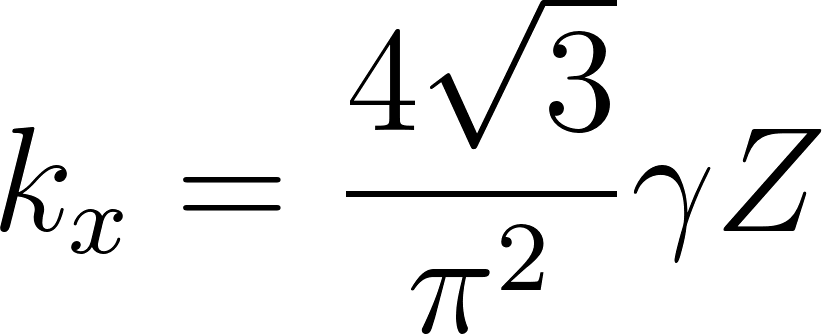 k_x = \frac{4\sqrt{3}}{\pi^2} \gamma Z